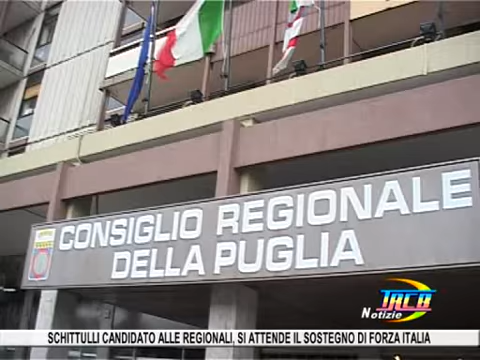 CONSIGLIO REGIONALE
DELLA PUGLIA
TRCB
Notizie
SCHITTULLI CANDIDATO ALLE REGIONALI, SI ATTENDE IL SOSTEGNO DI FORZA ITALIA